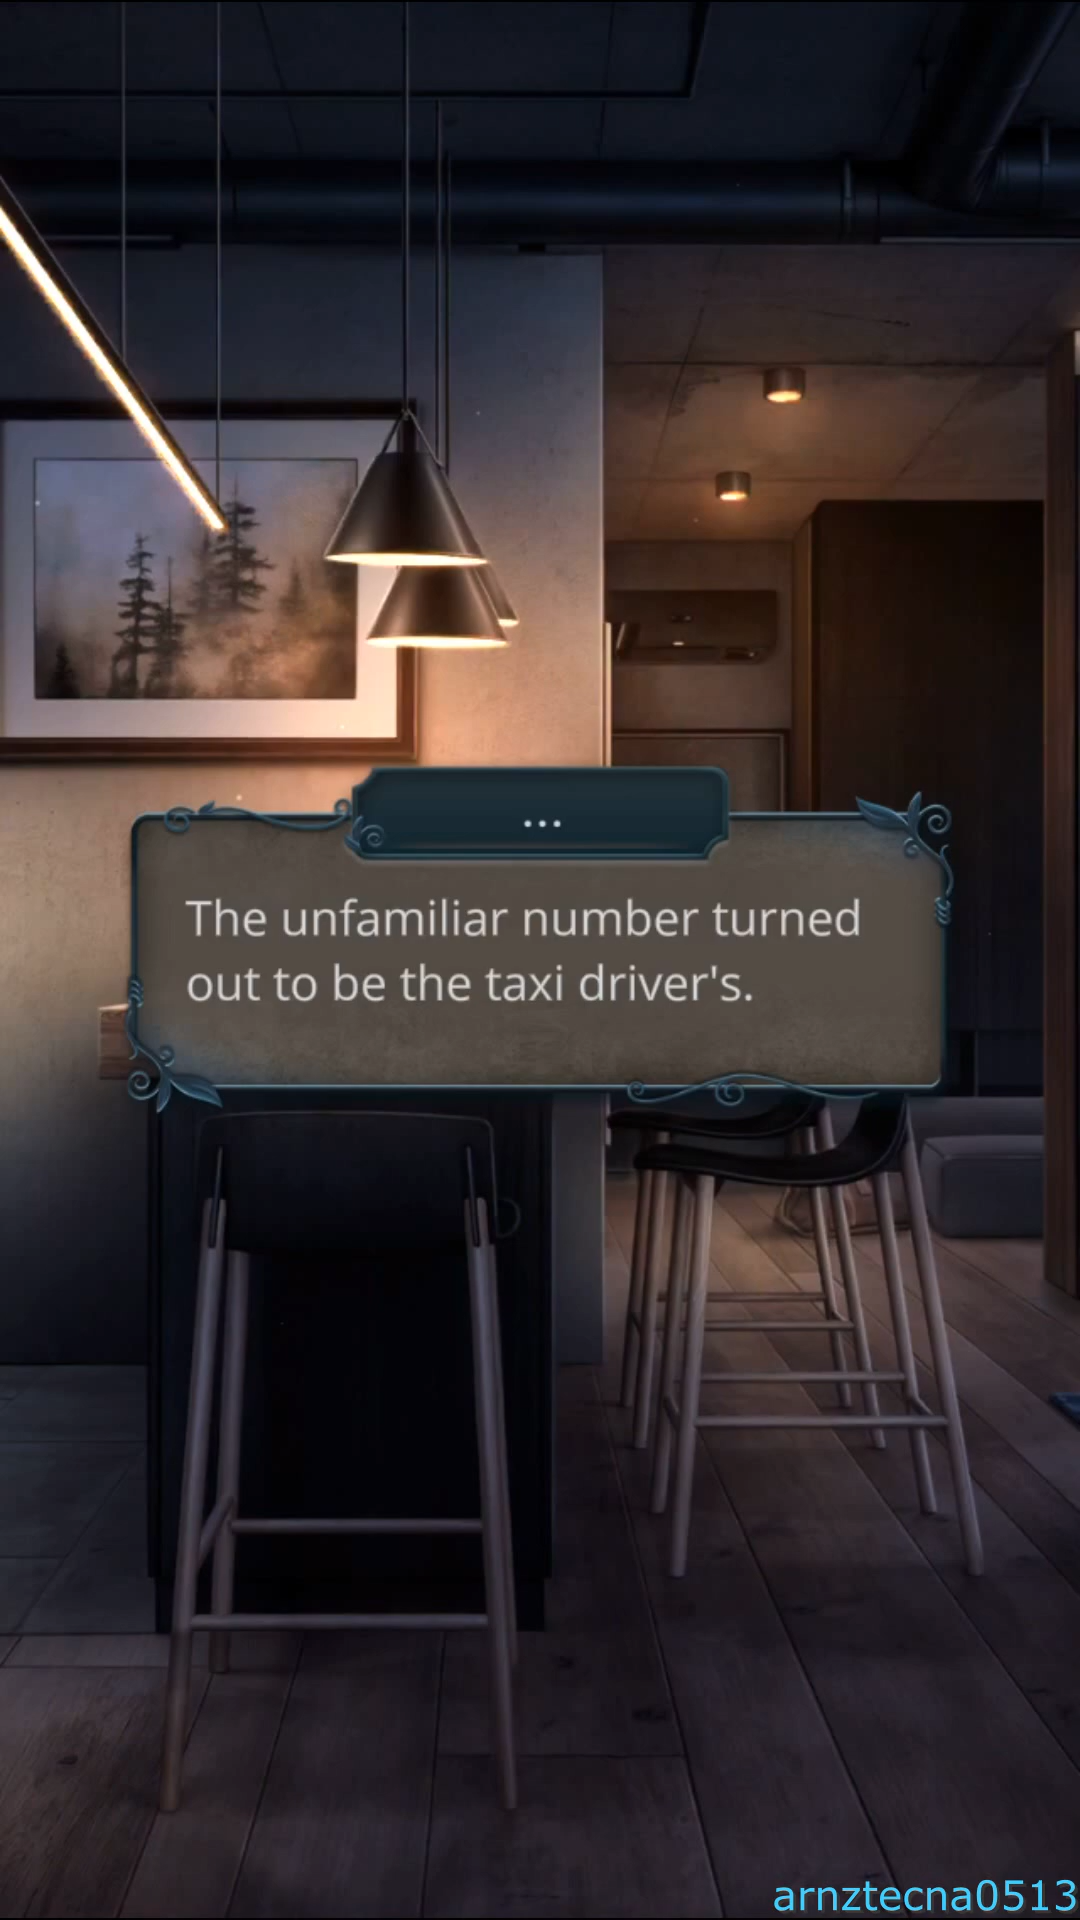 ...
The unfamiliar number turned
out to be the taxi driver's.
arnztecna0513